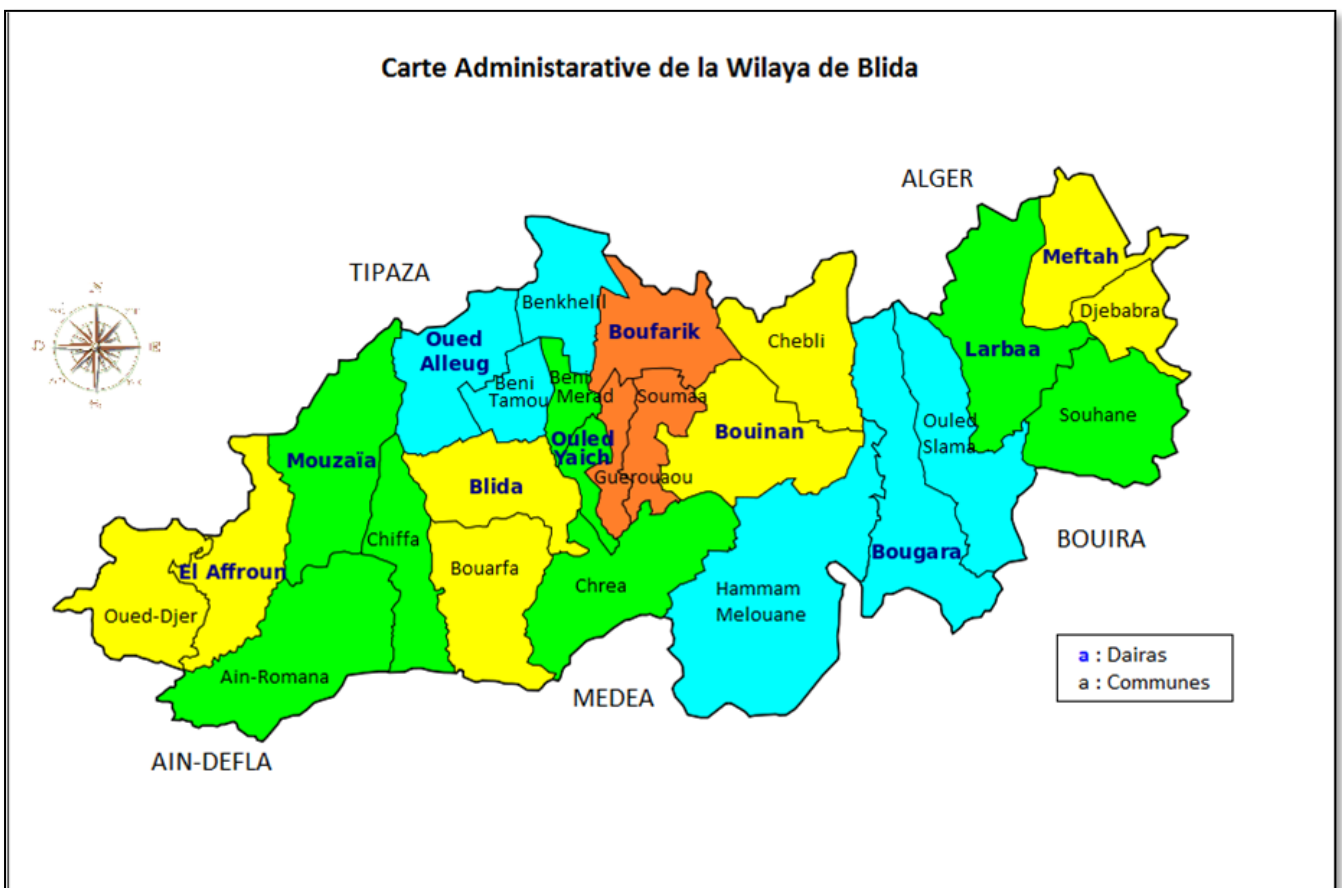 Carte Administarative de la Wilaya de Blida
ALGER
TIPAZA
Meftah
Benkhelil
Djebabra
Boufarik
Oued
Alleug
Chebli
Larbaa
Beni
Tamou
Beni
Merad
Soumaa
Souhane
Ouled
Slama
Bouinan
Ouled
Yaich
Mouzaïa
Blida
Guerouaou
Chiffa
BOUIRA
Bougara
Bouarfa
El Affroun
Chrea
Hammam
Melouane
Oued-Djer
Ain-Romana
MEDEA
a : Dairas
a : Communes
AIN-DEFLA